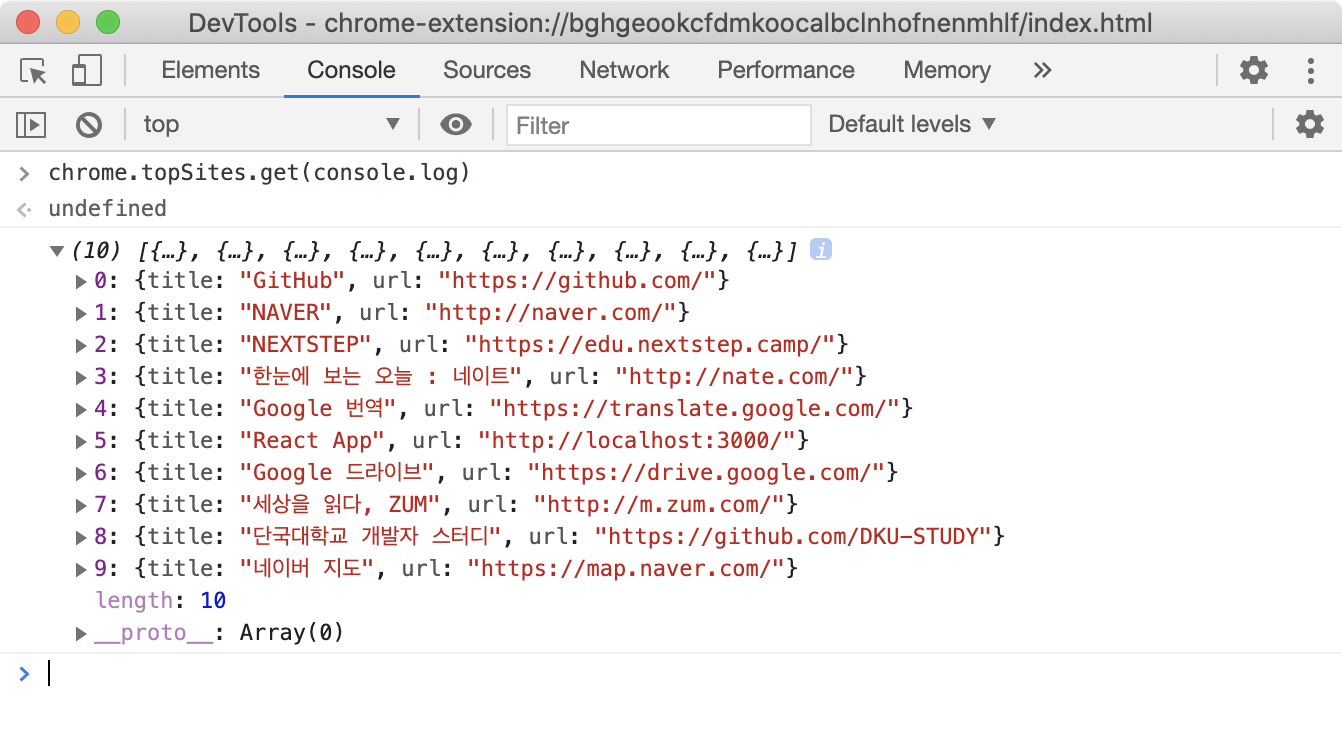 DevTools - chrome-extension://bghgeookcfdmkoocalbclnhofnenmhlf/index.html
Elements Console Sources Network Performance Memory »
top ▼ Filter Default levels ▼
> chrome.topSites.get(console.log)
<· undefined
▼(10) [{…}, {…}, {…}, {…}, {…}, {…}, {…}, {…}, {…}, {…}] i
▶0: {title: "GitHub", url: "https://github.com/"}
▶1: {title: "NAVER", url: "http://naver.com/"}
▶2: {title: "NEXTSTEP", url: "https://edu.nextstep.camp/"}
▶3: {title: "한눈에 보는 오늘 : 네이트", url: "http://nate.com/"}
▶4: {title: "Google 번역", url: "https://translate.google.com/"}
▶5: {title: "React App", url: "http://localhost:3000/"}
▶6: {title: "Google 드라이브", url: "https://drive.google.com/"}
▶7: {title: "세상을 읽다, ZUM", url: "http://m.zum.com/"}
▶8: {title: "단국대학교 개발자 스터디", url: "https://github.com/DKU-STUDY"}
▶9: {title: "네이버 지도", url: "https://map.naver.com/"}
length: 10
▶__proto__: Array(0)
>